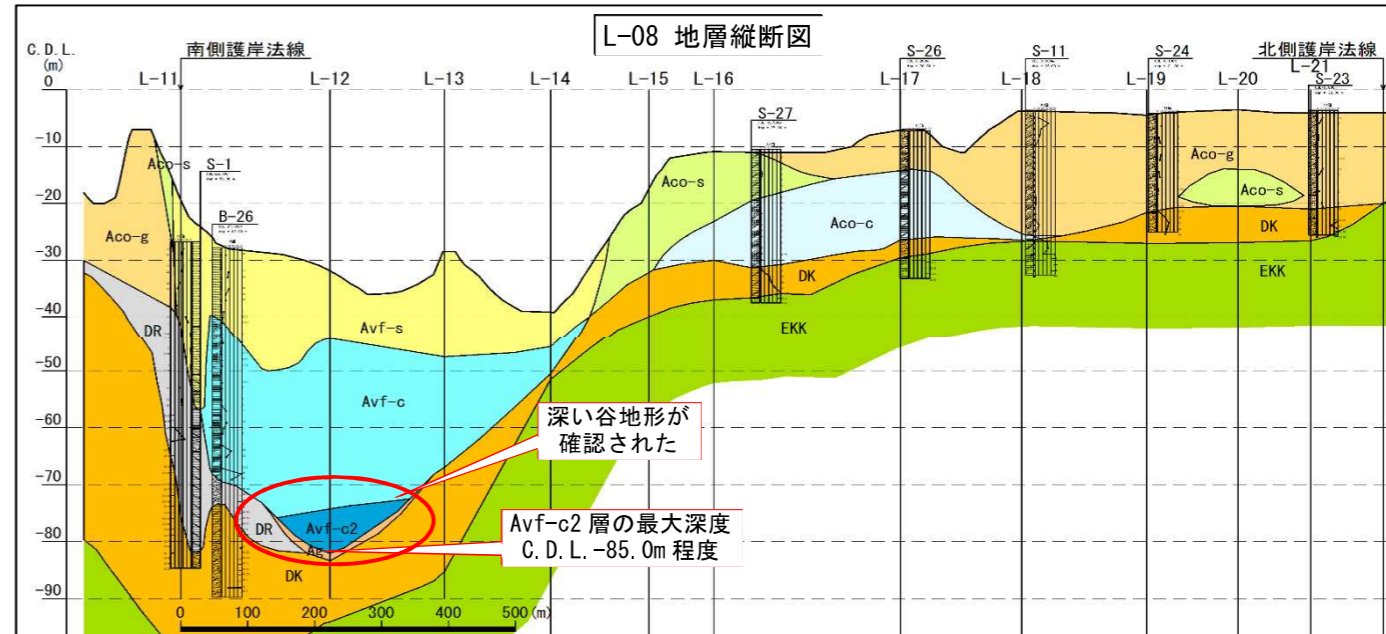 L-08 地層縦断図
C.D.L.
(m)
0
-10
-20
-30
-40
-50
-60
-70
-80
-90
南側護岸法線
北側護岸法線
L-11
L-12
L-13
L-14
L-15
L-16
L-17
L-18
L-19
L-20
L-21
S-1
B-26
S-27
S-26
S-11
S-24
S-23
Aco-s
Aco-g
DR
Avf-s
Avf-c
Avf-c2
DR
Ag
DK
Aco-s
Aco-c
DK
EKK
Aco-g
Aco-s
DK
EKK
深い谷地形が
確認された
Avf-c2 層の最大深度
C.D.L.-85.0m 程度
0 100 200 300 400 500 (m)